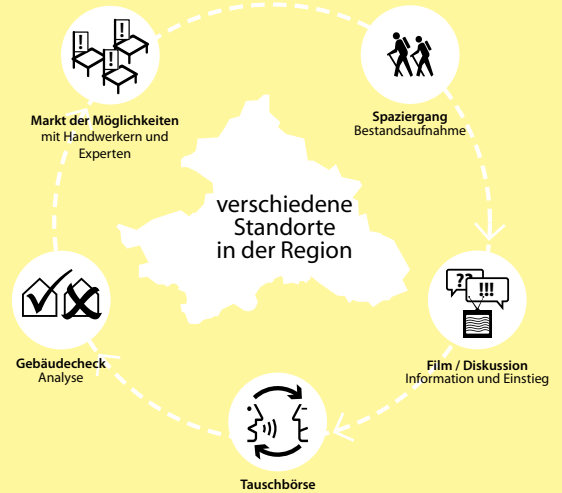 Markt der Möglichkeiten
mit Handwerkern und
Experten
Spaziergang
Bestandsaufnahme
verschiedene
Standorte
in der Region
?? !!!
Gebäudecheck
Analyse
Film / Diskussion
Information und Einstieg
Tauschbörse